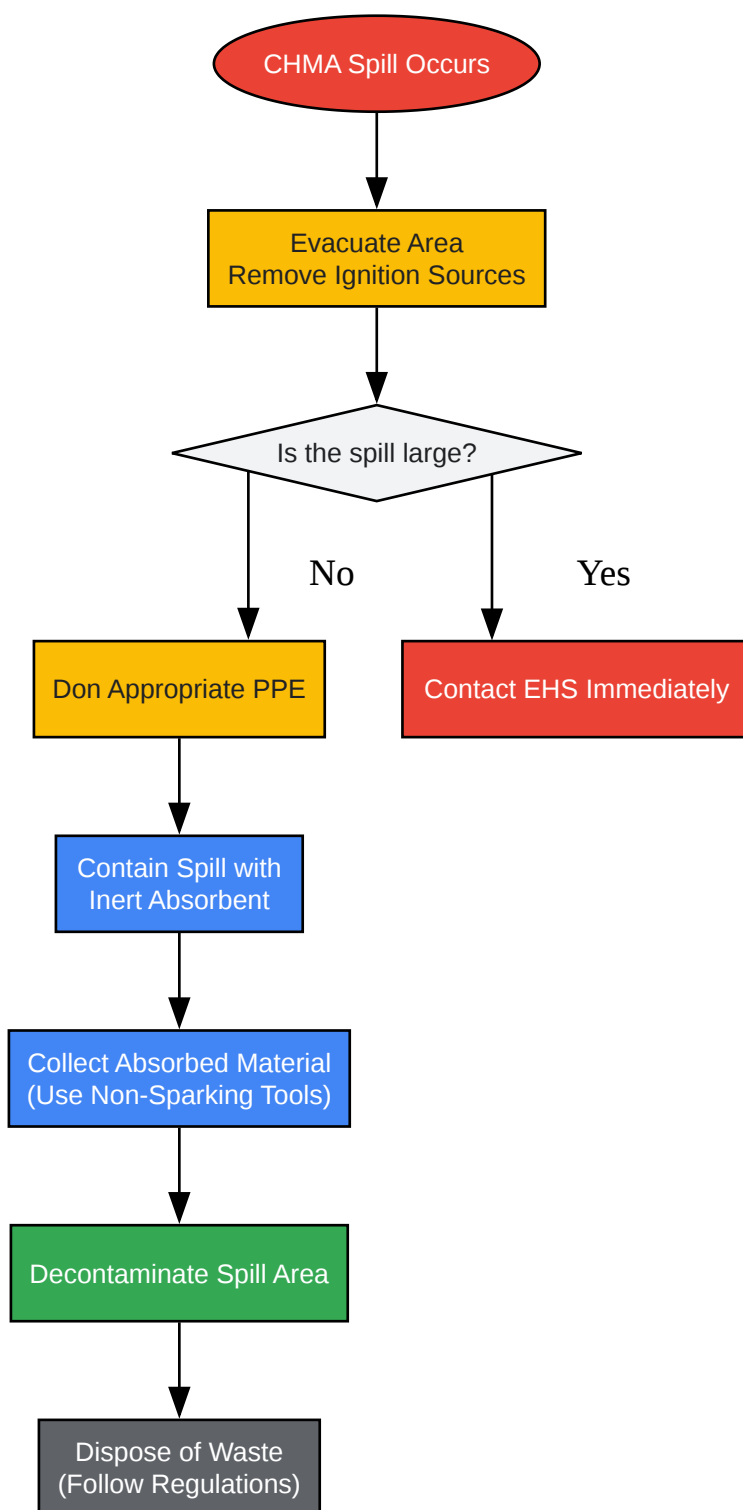 CHMA Spill Occurs
Evacuate Area
Remove Ignition Sources
Is the spill large?
No
Yes
Don Appropriate PPE
Contact EHS Immediately
Contain Spill with
Inert Absorbent
Collect Absorbed Material
(Use Non-Sparking Tools)
Decontaminate Spill Area
Dispose of Waste
(Follow Regulations)